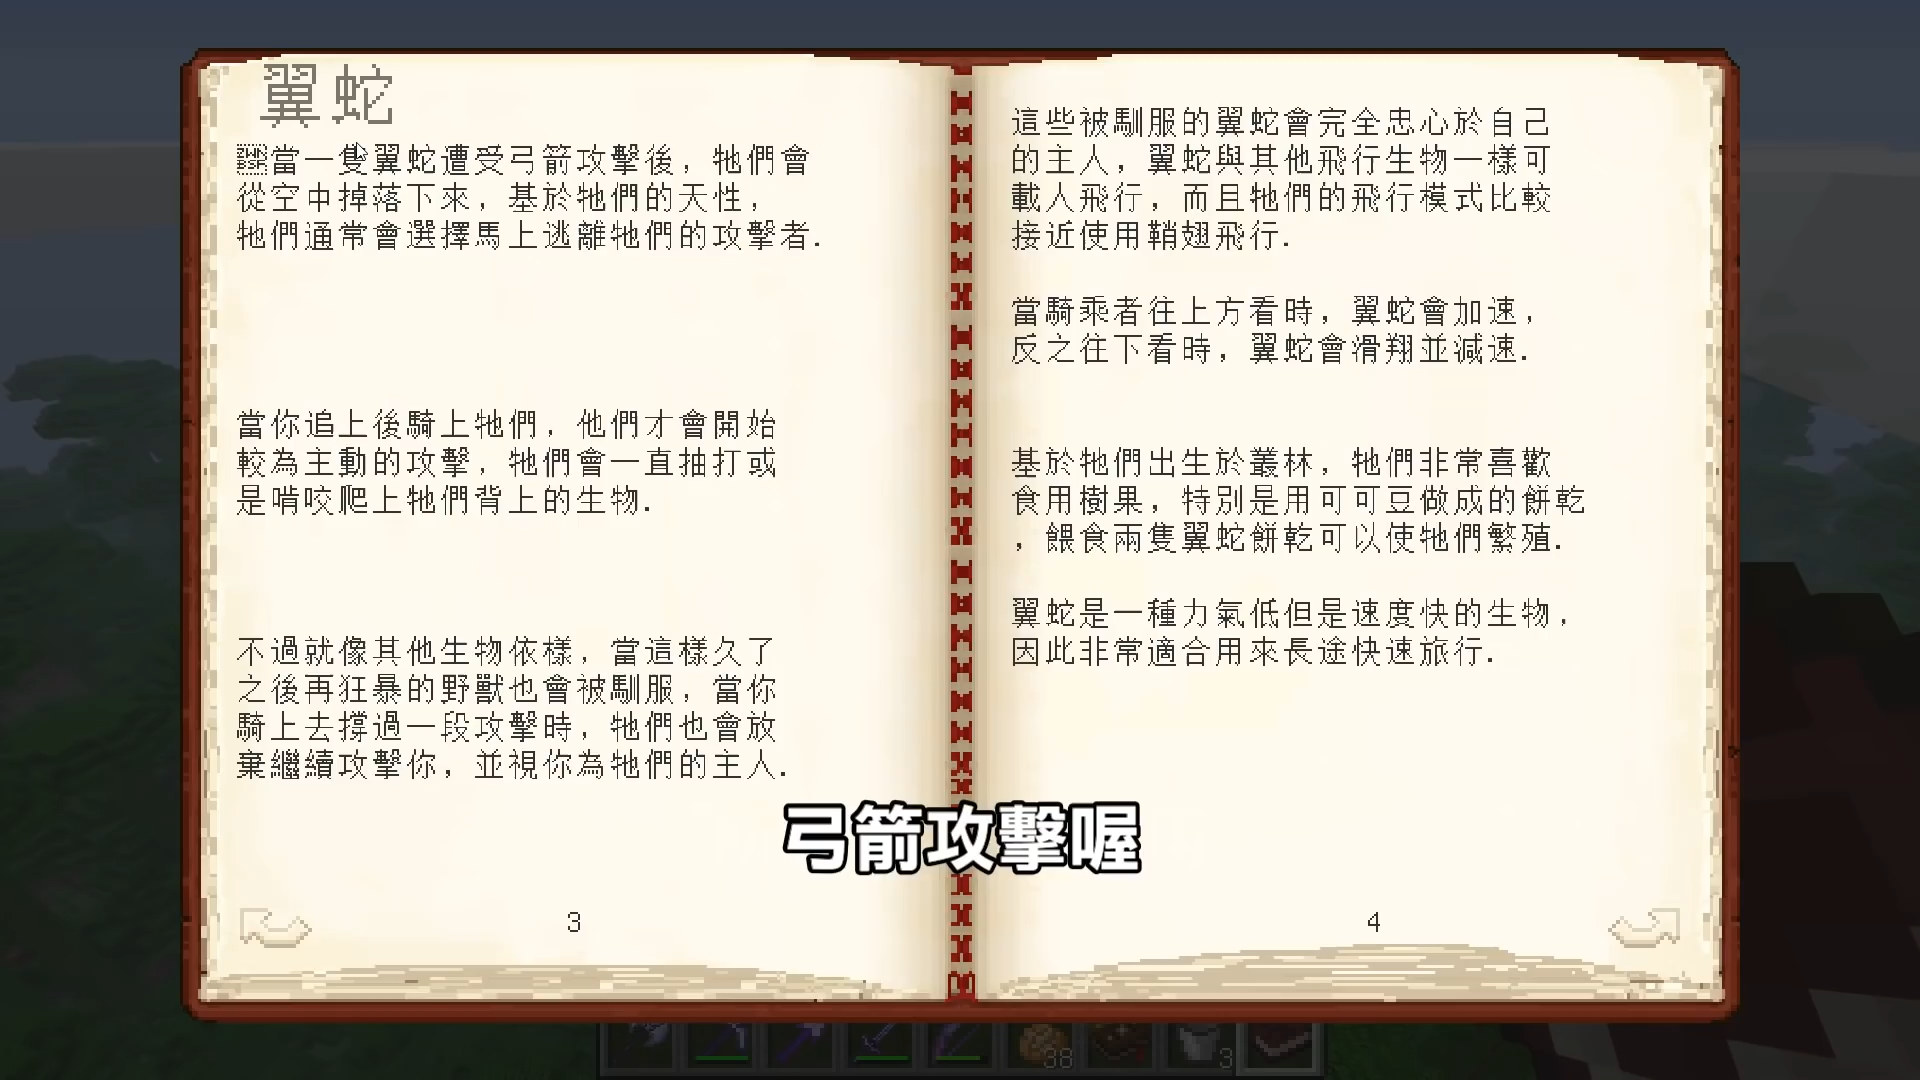 翼蛇
當一隻翼蛇遭受弓箭攻擊後，牠們會
從空中掉落下來，基於牠們的天性，
牠們通常會選擇馬上逃離牠們的攻擊者.
當你追上後騎上牠們，他們才會開始
較為主動的攻擊，牠們會一直抽打或
是啃咬爬上牠們背上的生物.
不過就像其他生物依樣，當這樣久了
之後再狂暴的野獸也會被馴服，當你
騎上去撐過一段攻擊時，牠們也會放
棄繼續攻擊你，並視你為牠們的主人.
3
這些被馴服的翼蛇會完全忠心於自己
的主人，翼蛇與其他飛行生物一樣可
載人飛行，而且牠們的飛行模式比較
接近使用鞘翅飛行.
當騎乘者往上方看時，翼蛇會加速，
反之往下看時，翼蛇會滑翔並減速.
基於牠們出生於叢林，牠們非常喜歡
食用樹果，特別是用可可豆做成的餅乾
，餵食兩隻翼蛇餅乾可以使牠們繁殖.
翼蛇是一種力氣低但是速度快的生物，
因此非常適合用來長途快速旅行.
4
弓箭攻擊喔
38
3